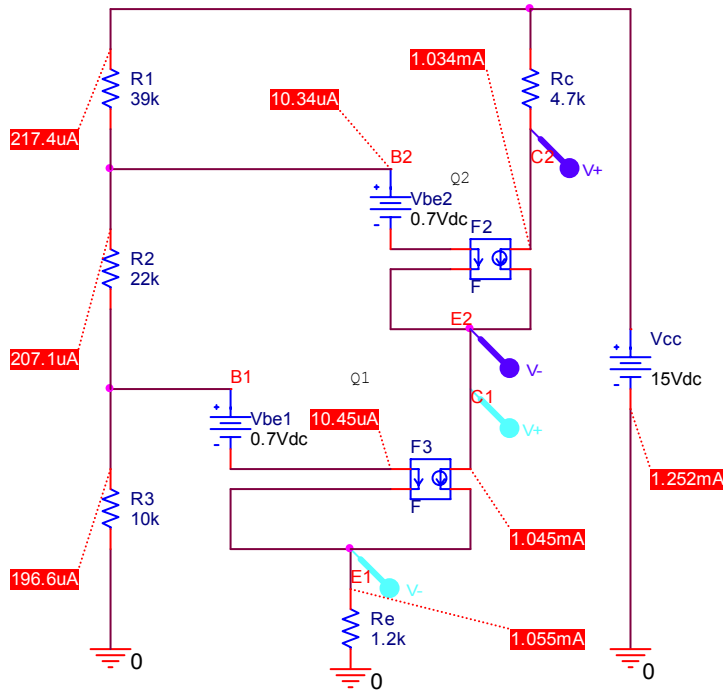 R1
39k
217.4uA
10.34uA
1.034mA
Rc
4.7k
B2
C2
V+
Q2
+
Vbe2
0.7Vdc
-
F2
F
R2
22k
207.1uA
E2
V-
Vcc
+
15Vdc
-
B1
Q1
C1
V+
+
Vbe1
0.7Vdc
-
10.45uA
F3
F
1.252mA
R3
10k
196.6uA
1.045mA
E1
V-
Re
1.2k
1.055mA
0
0
0